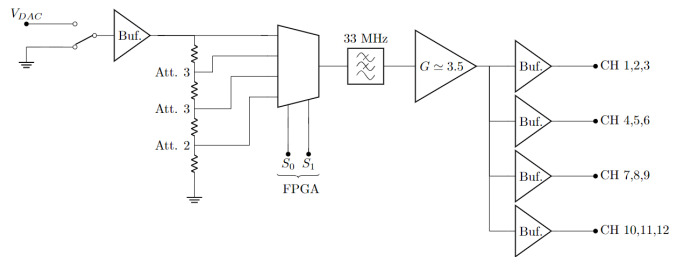 V_DAC
Buf.
Att. 3
Att. 3
Att. 2
S_0 S_1
FPGA
33 MHz
G ≃ 3.5
Buf. CH 1,2,3
Buf. CH 4,5,6
Buf. CH 7,8,9
Buf. CH 10,11,12